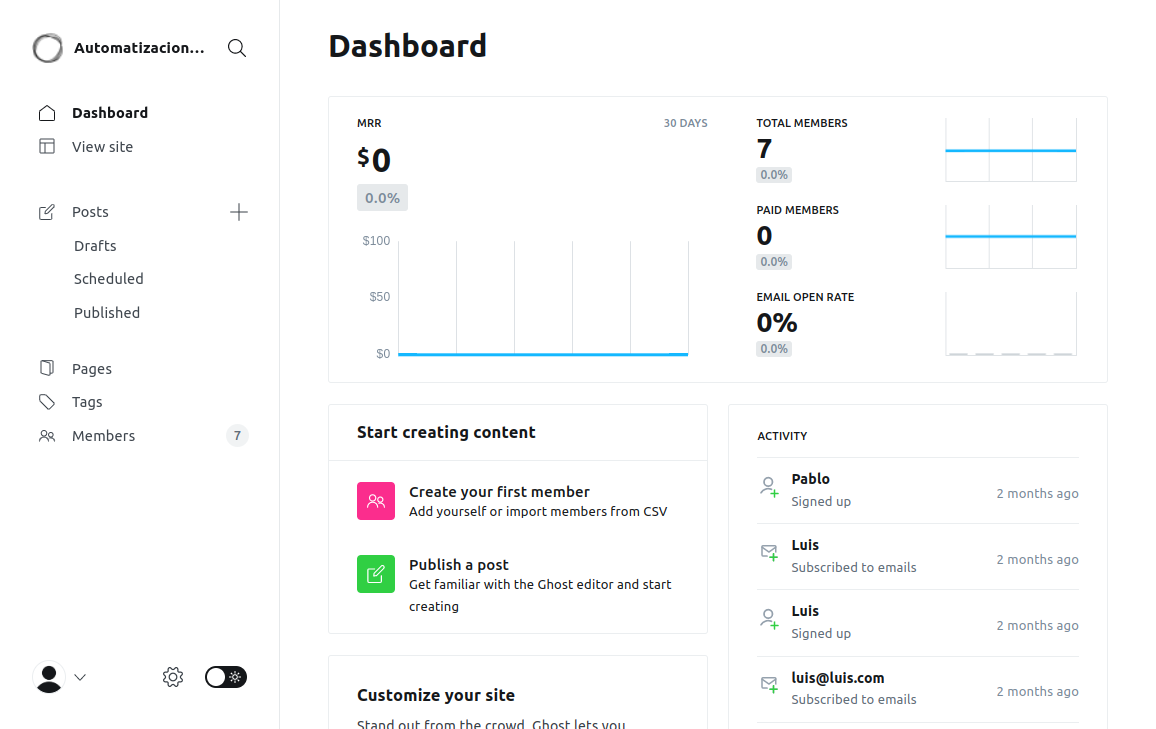 Automatizacion...
Dashboard
View site
Posts
Drafts
Scheduled
Published
Pages
Tags
Members 7
Dashboard
MRR 30 DAYS
$0
0.0%
$100
$50
$0
TOTAL MEMBERS
7
0.0%
PAID MEMBERS
0
0.0%
EMAIL OPEN RATE
0%
0.0%
Start creating content
Create your first member
Add yourself or import members from CSV
Publish a post
Get familiar with the Ghost editor and start
creating
Customize your site
Stand out from the crowd. Ghost lets you
ACTIVITY
Pablo
Signed up
2 months ago
Luis
Subscribed to emails
2 months ago
Luis
Signed up
2 months ago
luis@luis.com
Subscribed to emails
2 months ago